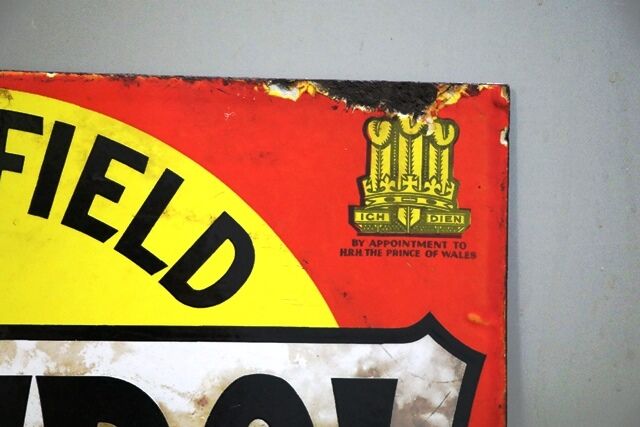 FIELD
ICH DIEN
BY APPOINTMENT TO
H.R.H. THE PRINCE OF WALES